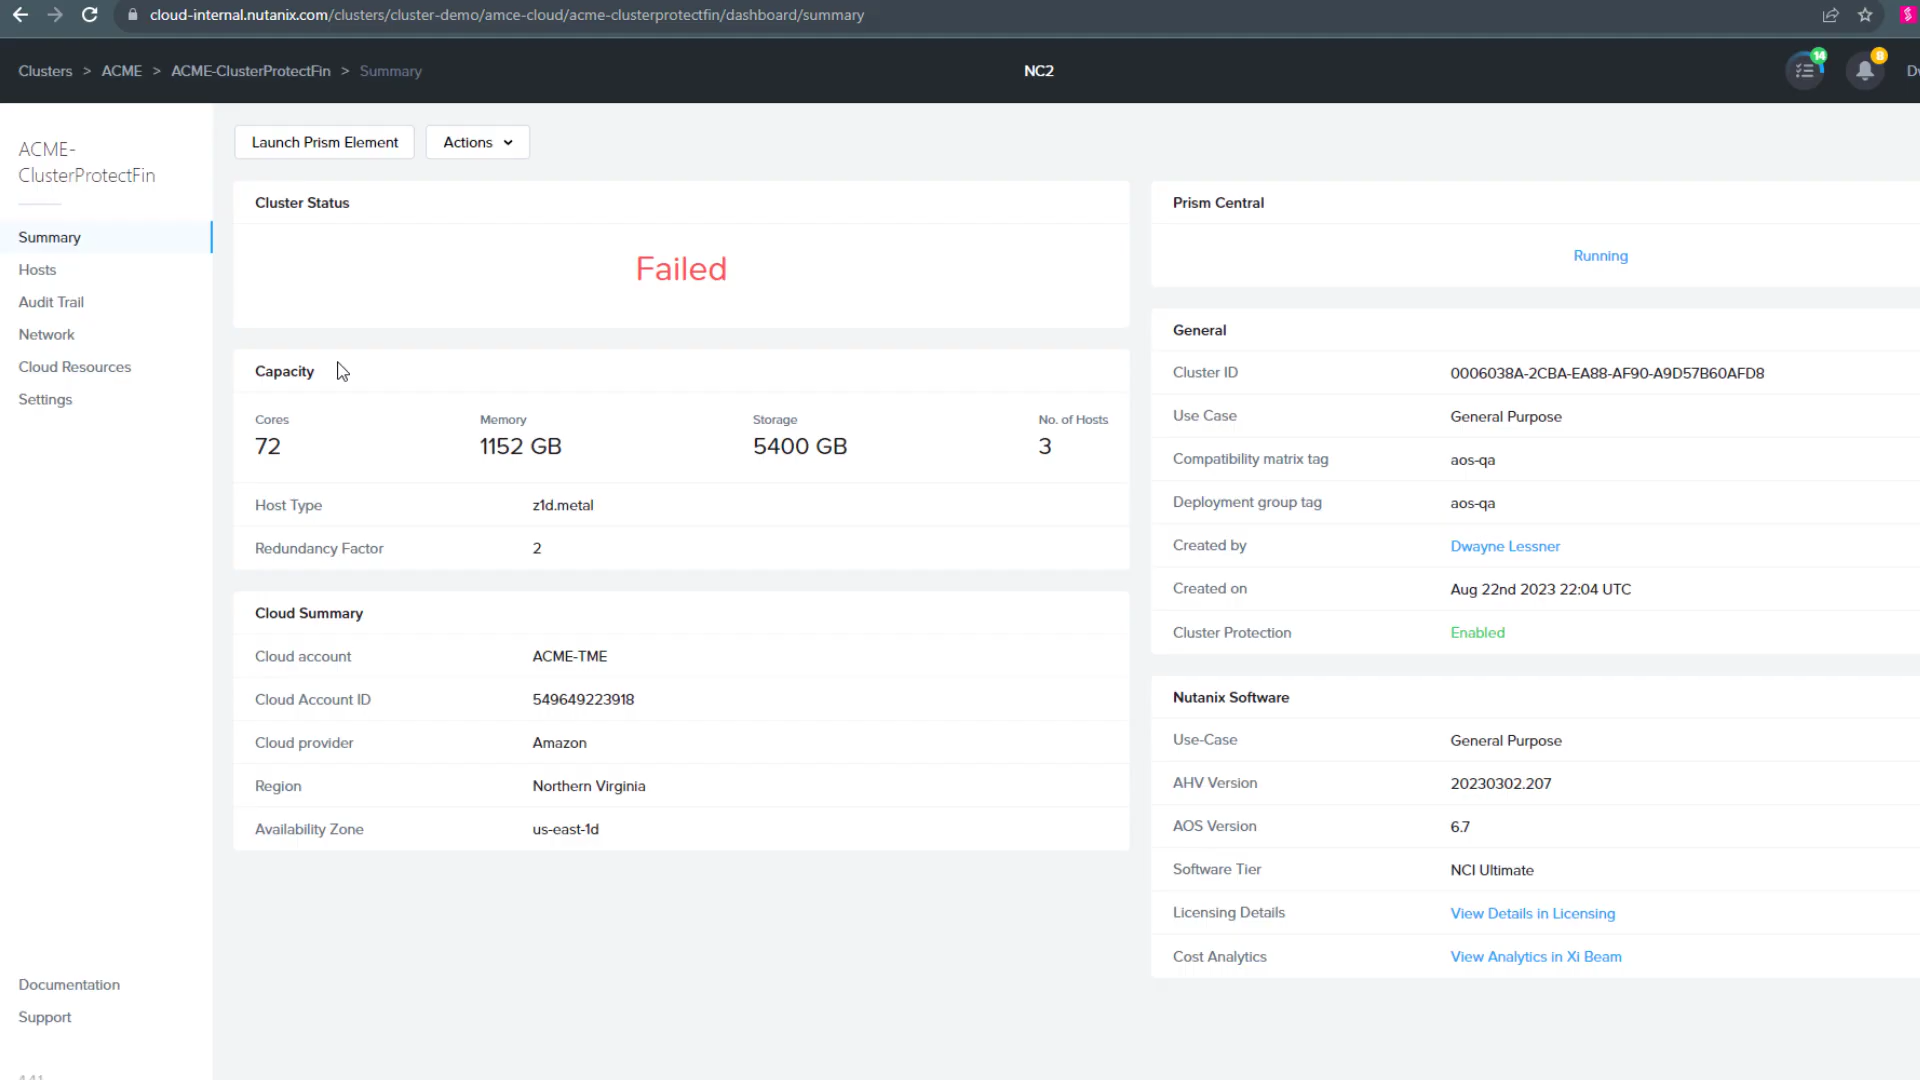 cloud-internal.nutanix.com/clusters/cluster-demo/amce-cloud/acme-clusterprotectfin/dashboard/summary
Clusters > ACME > ACME-ClusterProtectFin > Summary
NC2
14
8
ACME-
ClusterProtectFin
Summary
Hosts
Audit Trail
Network
Cloud Resources
Settings
Documentation
Support
Launch Prism Element
Actions
Cluster Status
Failed
Capacity
Cores Memory Storage No. of Hosts
72 1152 GB 5400 GB 3
Host Type z1d.metal
Redundancy Factor 2
Cloud Summary
Cloud account ACME-TME
Cloud Account ID 549649223918
Cloud provider Amazon
Region Northern Virginia
Availability Zone us-east-1d
Prism Central
Running
General
Cluster ID 0006038A-2CBA-EA88-AF90-A9D57B60AFD8
Use Case General Purpose
Compatibility matrix tag aos-qa
Deployment group tag aos-qa
Created by Dwayne Lessner
Created on Aug 22nd 2023 22:04 UTC
Cluster Protection Enabled
Nutanix Software
Use-Case General Purpose
AHV Version 20230302.207
AOS Version 6.7
Software Tier NCI Ultimate
Licensing Details View Details in Licensing
Cost Analytics View Analytics in Xi Beam